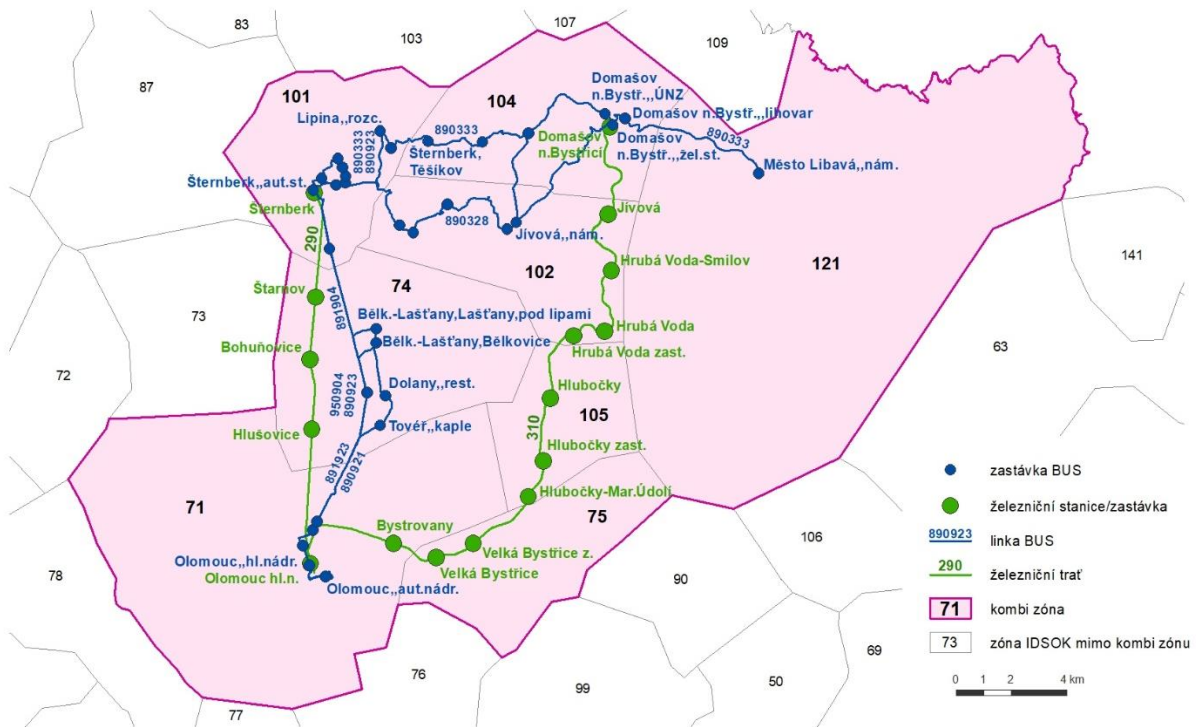 83
107
103
109
87
101
104
Domašov
n.Bystř.,,ÚNZ
Domašov n.Bystř.,,lihovar
Lipina,,rozc.
890333
890333
890923
Šternberk,
Těšíkov
Domašov
n.Bystřicí
Domašov
n.Bystř.,,žel.st.
890333
Město Libavá,,nám.
Šternberk,,aut.st.
Šternberk
890328
Jívová
Jívová,,nám.
290
102
121
141
Hrubá Voda-Smilov
74
Štarnov
73
891904
Běĺk.-Lašťany,Lašťany,pod lipami
Bělk.-Lašťany,Bělkovice
Hrubá Voda
Hrubá Voda zast.
63
Bohuňovice
72
950904
890923
Dolany,,rest.
Hlubočky
105
310
Hlušovice
Tovéř,,kaple
Hlubočky zast.
891923
890921
Hlubočky-Mar.Údolí
71
75
Bystrovany
Velká Bystřice z.
Velká Bystřice
106
Olomouc,,hl.nádr.
Olomouc hl.n.
Olomouc,,aut.nádr.
78
90
76
99
50
69
77
zastávka BUS
železniční stanice/zastávka
890923
linka BUS
290
železniční trať
71
kombi zóna
73
zóna IDSOK mimo kombi zónu
0 1 2 4 km